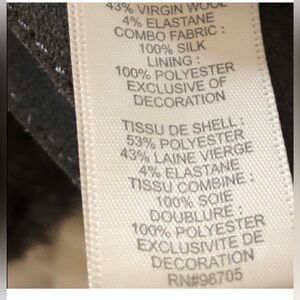 43% VIRGIN WOOL
4% ELASTANE
COMBO FABRIC :
100% SILK
LINING :
100% POLYESTER
EXCLUSIVE OF
DECORATION
TISSU DE SHELL :
53% POLYESTER
43% LAINE VIERGE
4% ELASTANE
TISSU COMBINE :
100% SOIE
DOUBLURE :
100% POLYESTER
EXCLUSIVITE DE
DECORATION
RN#96705